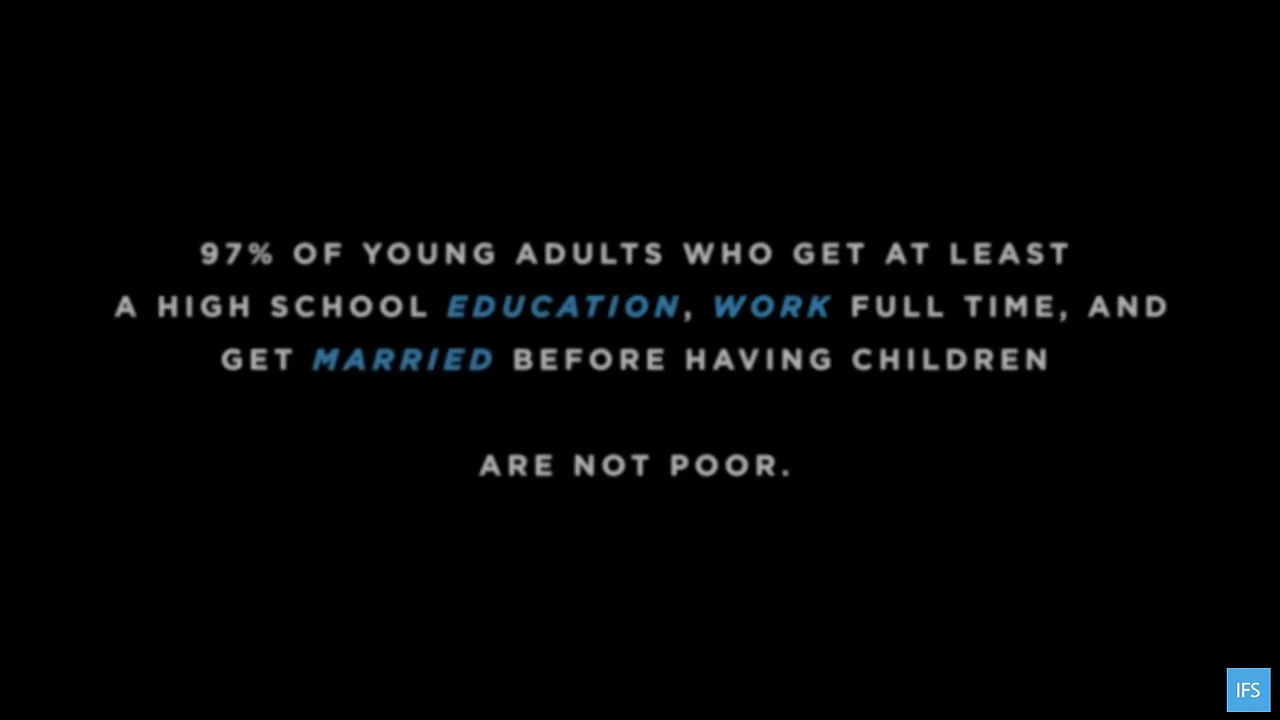 97% OF YOUNG ADULTS WHO GET AT LEAST
A HIGH SCHOOL EDUCATION, WORK FULL TIME, AND
GET MARRIED BEFORE HAVING CHILDREN
ARE NOT POOR.
IFS